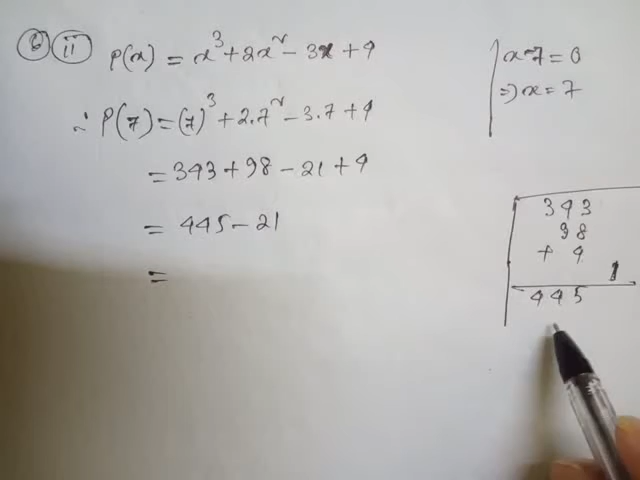 6 ii P(x) = x³ + 2x² - 3x + 4
∴ P(7) = (7)³ + 2.7² - 3.7 + 4
= 343 + 98 - 21 + 4
= 445 - 21
=
x-7 = 0
=> x = 7
343
98
+ 4
1
445